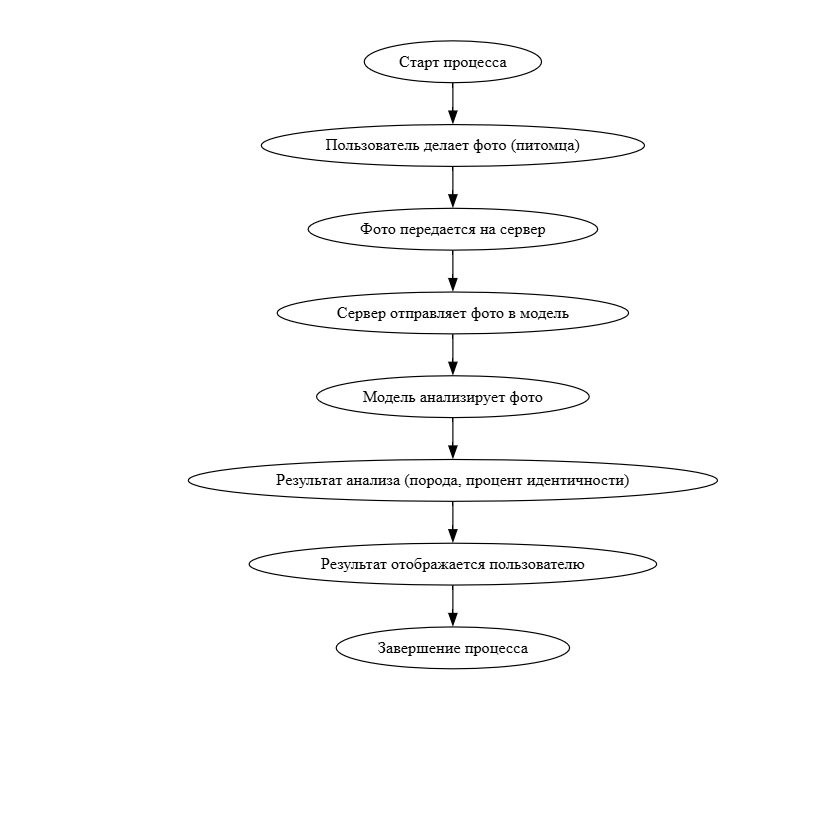 Старт процесса
Пользователь делает фото (питомца)
Фото передается на сервер
Сервер отправляет фото в модель
Модель анализирует фото
Результат анализа (порода, процент идентичности)
Результат отображается пользователю
Завершение процесса